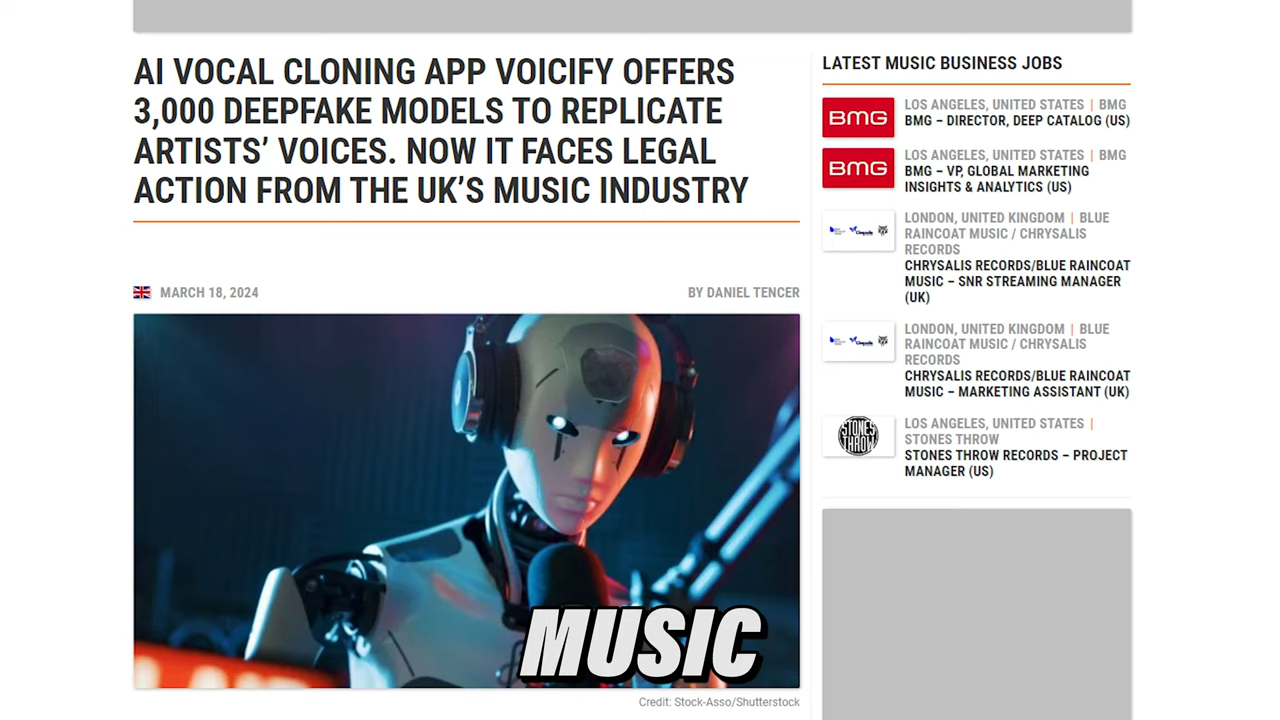 AI VOCAL CLONING APP VOICIFY OFFERS
3,000 DEEPFAKE MODELS TO REPLICATE
ARTISTS’ VOICES. NOW IT FACES LEGAL
ACTION FROM THE UK’S MUSIC INDUSTRY
MARCH 18, 2024
BY DANIEL TENCER
MUSIC
Credit: Stock-Asso/Shutterstock
LATEST MUSIC BUSINESS JOBS
BMG
LOS ANGELES, UNITED STATES | BMG
BMG – DIRECTOR, DEEP CATALOG (US)
BMG
LOS ANGELES, UNITED STATES | BMG
BMG – VP, GLOBAL MARKETING
INSIGHTS & ANALYTICS (US)
LONDON, UNITED KINGDOM | BLUE
RAINCOAT MUSIC / CHRYSALIS
RECORDS
CHRYSALIS RECORDS/BLUE RAINCOAT
MUSIC – SNR STREAMING MANAGER
(UK)
LONDON, UNITED KINGDOM | BLUE
RAINCOAT MUSIC / CHRYSALIS
RECORDS
CHRYSALIS RECORDS/BLUE RAINCOAT
MUSIC – MARKETING ASSISTANT (UK)
STONES
THROW
LOS ANGELES, UNITED STATES |
STONES THROW
STONES THROW RECORDS – PROJECT
MANAGER (US)